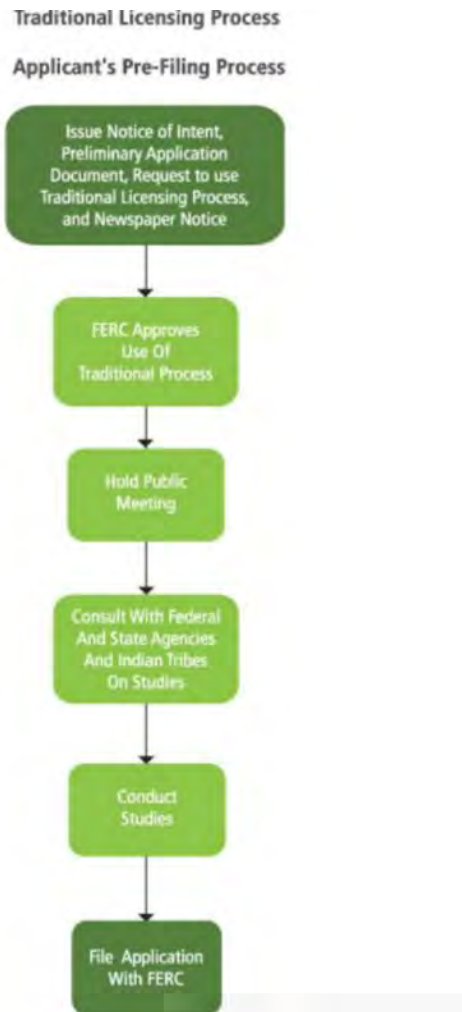 Traditional Licensing Process
Applicant's Pre-Filing Process
Issue Notice of Intent,
Preliminary Application
Document, Request to use
Traditional Licensing Process,
and Newspaper Notice
FERC Approves
Use Of
Traditional Process
Hold Public
Meeting
Consult With Federal
And State Agencies
And Indian Tribes
On Studies
Conduct
Studies
File Application
With FERC